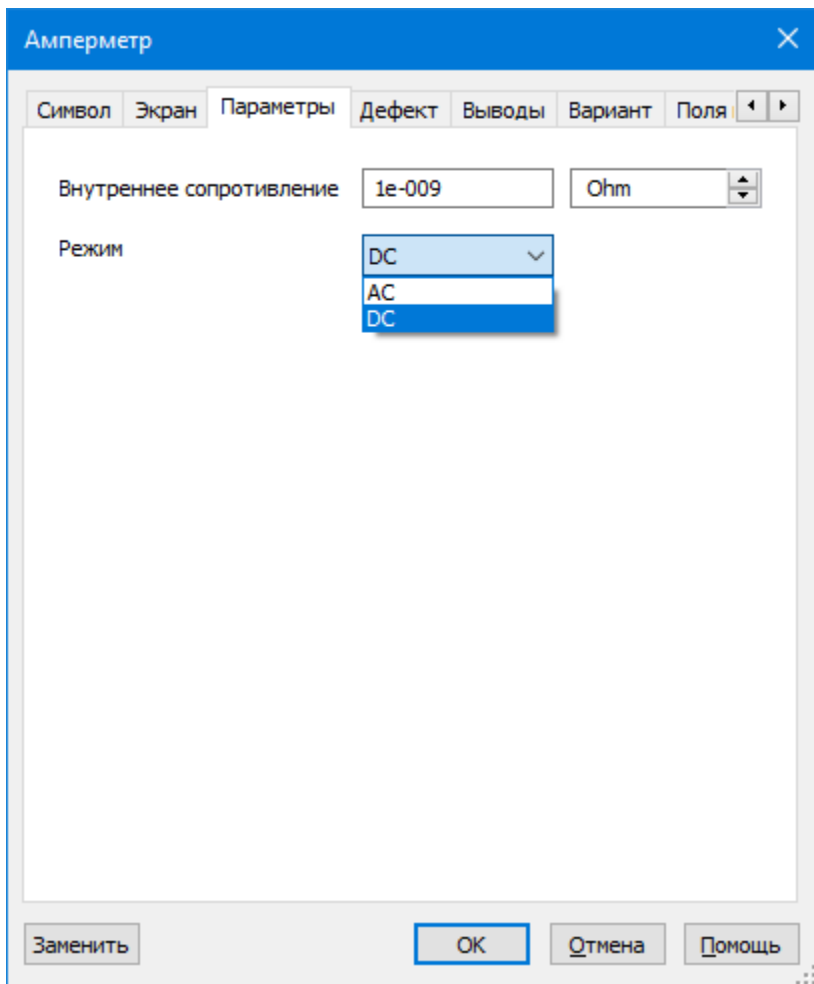 Амперметр
Символ Экран Параметры Дефект Выводы Вариант Поля
Внутреннее сопротивление 1e-009 Ohm
Режим DC
AC
DC
Заменить OK Отмена Помощь